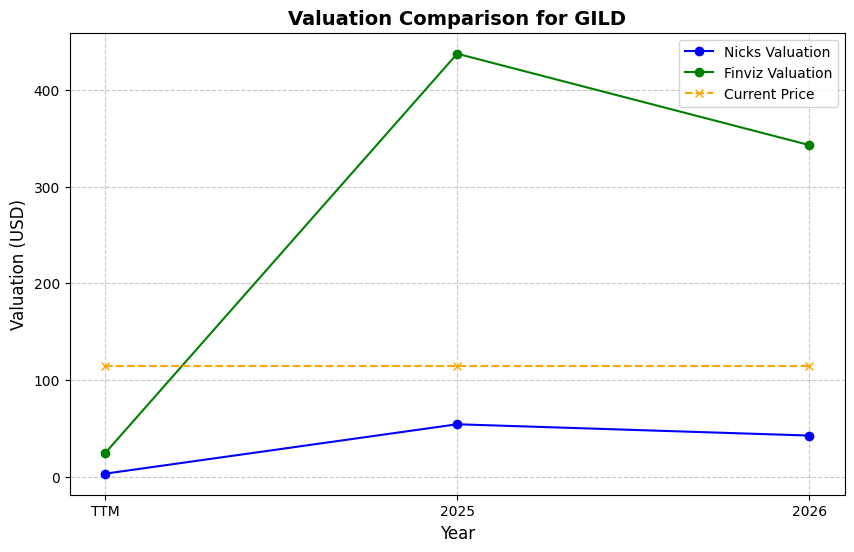 Valuation Comparison for GILD
Nicks Valuation
Finviz Valuation
Current Price
Valuation (USD)
400
300
200
100
0
TTM
2025
2026
Year